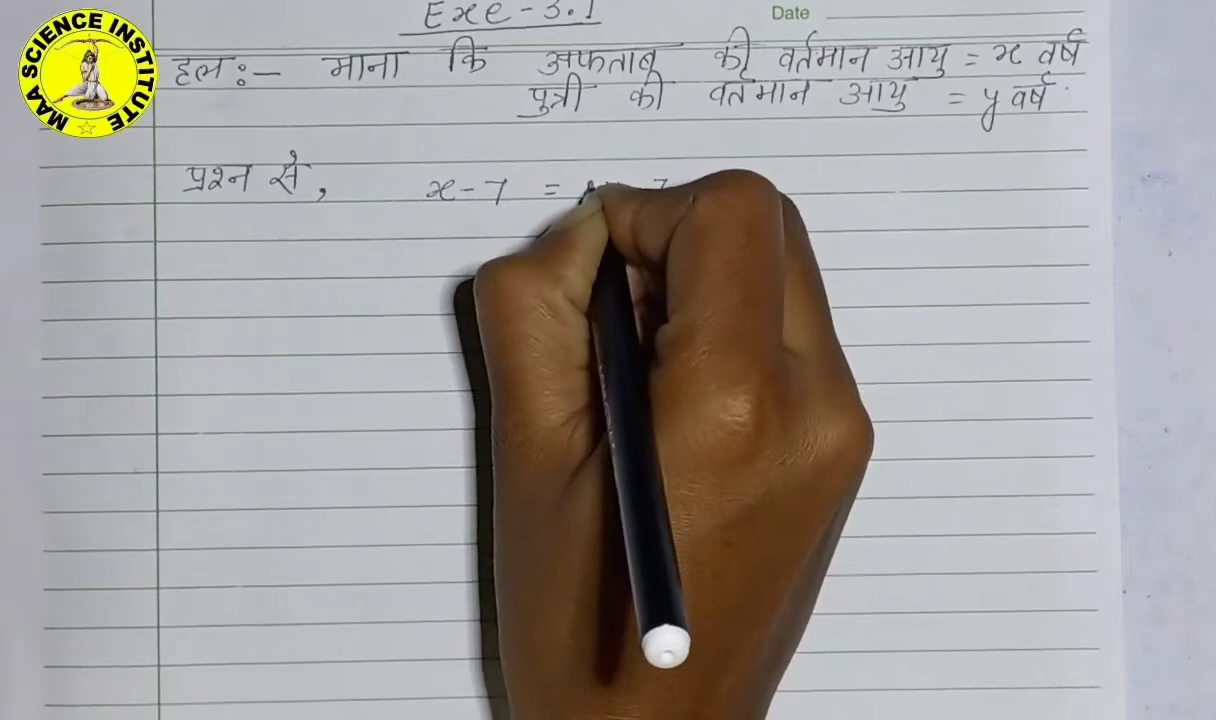 MAA SCIENCE INSTITUTE
Exe - 3.1
Date
हल:- माना कि अफताब की वर्तमान आयु = x वर्ष
पुत्री की वर्तमान आयु = y वर्ष
प्रश्न से, x - 7 =